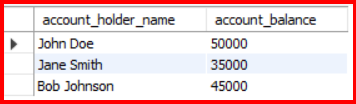 account_holder_name account_balance
John Doe 50000
Jane Smith 35000
Bob Johnson 45000